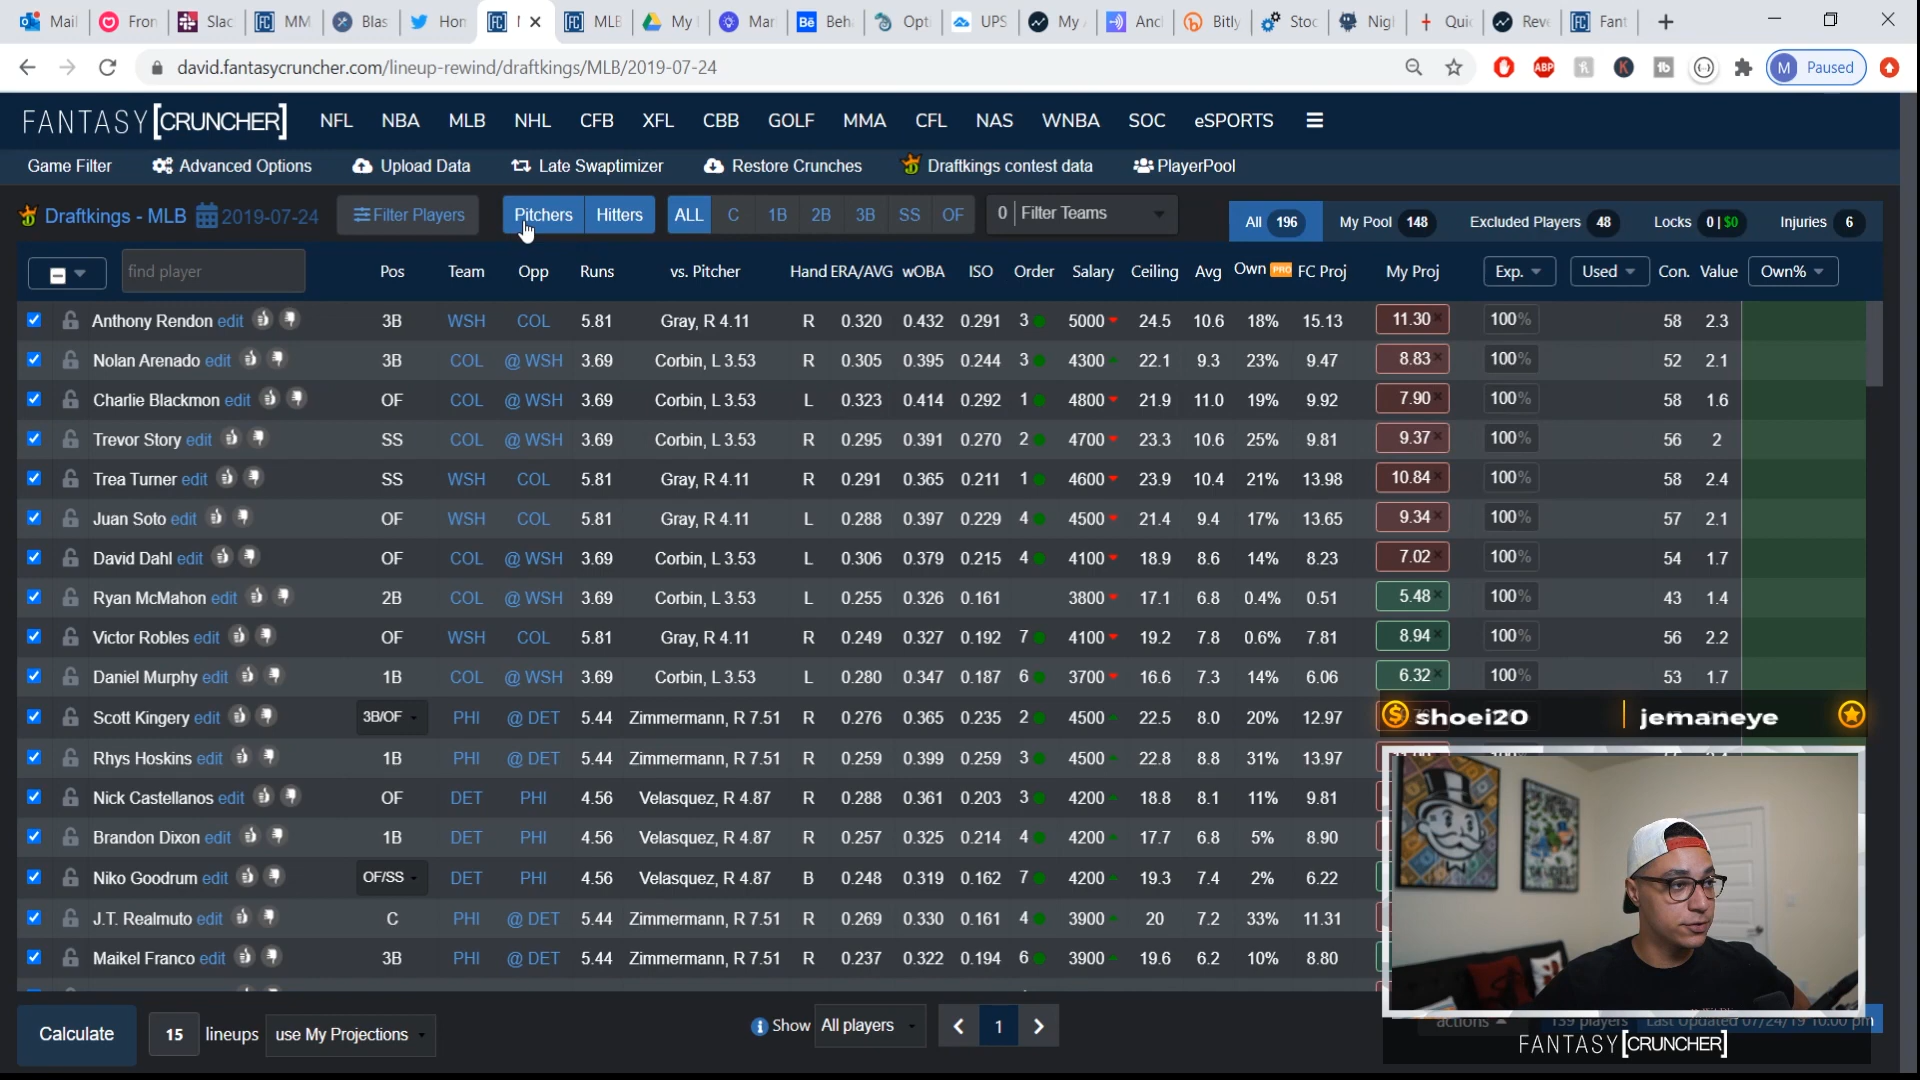 Mail Fron Slac MM Blas Hon MLB My I Mar Beh Opti UPS My Anc Bitly Stoc Nigl Quic Reve Fant
david.fantasycruncher.com/lineup-rewind/draftkings/MLB/2019-07-24 M Paused
FANTASY[CRUNCHER] NFL NBA MLB NHL CFB XFL CBB GOLF MMA CFL NAS WNBA SOC eSPORTS
Game Filter Advanced Options Upload Data Late Swaptimizer Restore Crunches Draftkings contest data PlayerPool
Draftkings - MLB 2019-07-24 Filter Players Pitchers Hitters ALL C 1B 2B 3B SS OF 0 Filter Teams All 196 My Pool 148 Excluded Players 48 Locks 0|$0 Injuries 6
find player Pos Team Opp Runs vs. Pitcher Hand ERA/AVG wOBA ISO Order Salary Ceiling Avg Own PRO FC Proj My Proj Exp. Used Con. Value Own%
Anthony Rendon edit 3B WSH COL 5.81 Gray, R 4.11 R 0.320 0.432 0.291 3 5000 24.5 10.6 18% 15.13 11.30 100% 58 2.3
Nolan Arenado edit 3B COL @ WSH 3.69 Corbin, L 3.53 R 0.305 0.395 0.244 3 4300 22.1 9.3 23% 9.47 8.83 100% 52 2.1
Charlie Blackmon edit OF COL @ WSH 3.69 Corbin, L 3.53 L 0.323 0.414 0.292 1 4800 21.9 11.0 19% 9.92 7.90 100% 58 1.6
Trevor Story edit SS COL @ WSH 3.69 Corbin, L 3.53 R 0.295 0.391 0.270 2 4700 23.3 10.6 25% 9.81 9.37 100% 56 2
Trea Turner edit SS WSH COL 5.81 Gray, R 4.11 R 0.291 0.365 0.211 1 4600 23.9 10.4 21% 13.98 10.84 100% 58 2.4
Juan Soto edit OF WSH COL 5.81 Gray, R 4.11 L 0.288 0.397 0.229 4 4500 21.4 9.4 17% 13.65 9.34 100% 57 2.1
David Dahl edit OF COL @ WSH 3.69 Corbin, L 3.53 L 0.306 0.379 0.215 4 4100 18.9 8.6 14% 8.23 7.02 100% 54 1.7
Ryan McMahon edit 2B COL @ WSH 3.69 Corbin, L 3.53 L 0.255 0.326 0.161 3800 17.1 6.8 0.4% 0.51 5.48 100% 43 1.4
Victor Robles edit OF WSH COL 5.81 Gray, R 4.11 R 0.249 0.327 0.192 7 4100 19.2 7.8 0.6% 7.81 8.94 100% 56 2.2
Daniel Murphy edit 1B COL @ WSH 3.69 Corbin, L 3.53 L 0.280 0.347 0.187 6 3700 16.6 7.3 14% 6.06 6.32 100% 53 1.7
Scott Kingery edit 3B/OF PHI @ DET 5.44 Zimmermann, R 7.51 R 0.276 0.365 0.235 2 4500 22.5 8.0 20% 12.97 shoei20 jemaneye
Rhys Hoskins edit 1B PHI @ DET 5.44 Zimmermann, R 7.51 R 0.259 0.399 0.259 3 4500 22.8 8.8 31% 13.97
Nick Castellanos edit OF DET PHI 4.56 Velasquez, R 4.87 R 0.288 0.361 0.203 3 4200 18.8 8.1 11% 9.81
Brandon Dixon edit 1B DET PHI 4.56 Velasquez, R 4.87 R 0.257 0.325 0.214 4 4200 17.7 6.8 5% 8.90
Niko Goodrum edit OF/SS DET PHI 4.56 Velasquez, R 4.87 B 0.248 0.319 0.162 7 4200 19.3 7.4 2% 6.22
J.T. Realmuto edit C PHI @ DET 5.44 Zimmermann, R 7.51 R 0.269 0.330 0.161 4 3900 20 7.2 33% 11.31
Maikel Franco edit 3B PHI @ DET 5.44 Zimmermann, R 7.51 R 0.237 0.322 0.194 6 3900 19.6 6.2 10% 8.80
Calculate 15 lineups use My Projections Show All players 1 actions 139 players Last Updated 07/24/19 10:00 pm
FANTASY[CRUNCHER]